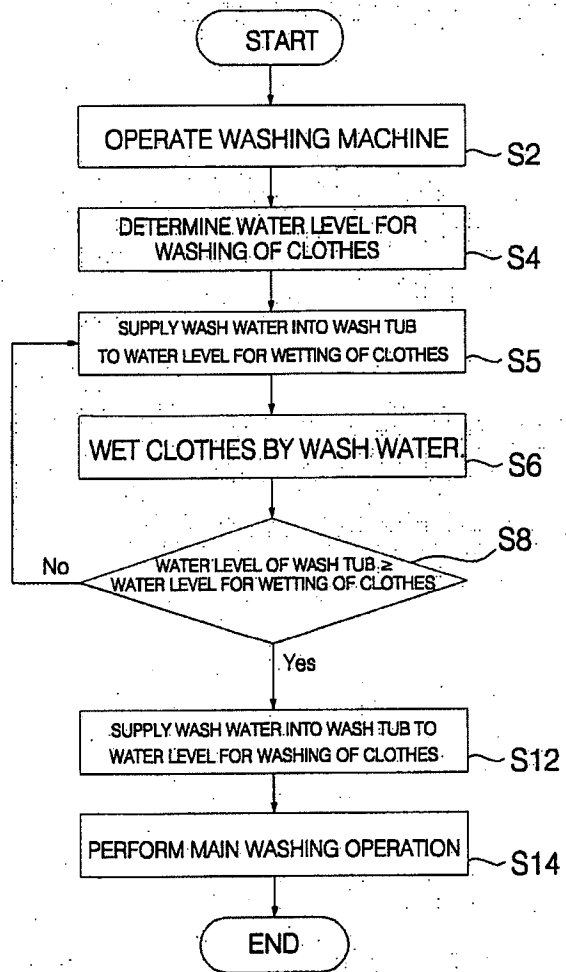 START
OPERATE WASHING MACHINE
S2
DETERMINE WATER LEVEL FOR
WASHING OF CLOTHES
S4
SUPPLY WASH WATER INTO WASH TUB
TO WATER LEVEL FOR WETTING OF CLOTHES
S5
WET CLOTHES BY WASH WATER.
S6
S8
WATER LEVEL OF WASH TUB ≥
WATER LEVEL FOR WETTING OF CLOTHES
No
Yes
SUPPLY WASH WATER INTO WASH TUB TO
WATER LEVEL FOR WASHING OF CLOTHES
S12
PERFORM MAIN WASHING OPERATION
S14
END